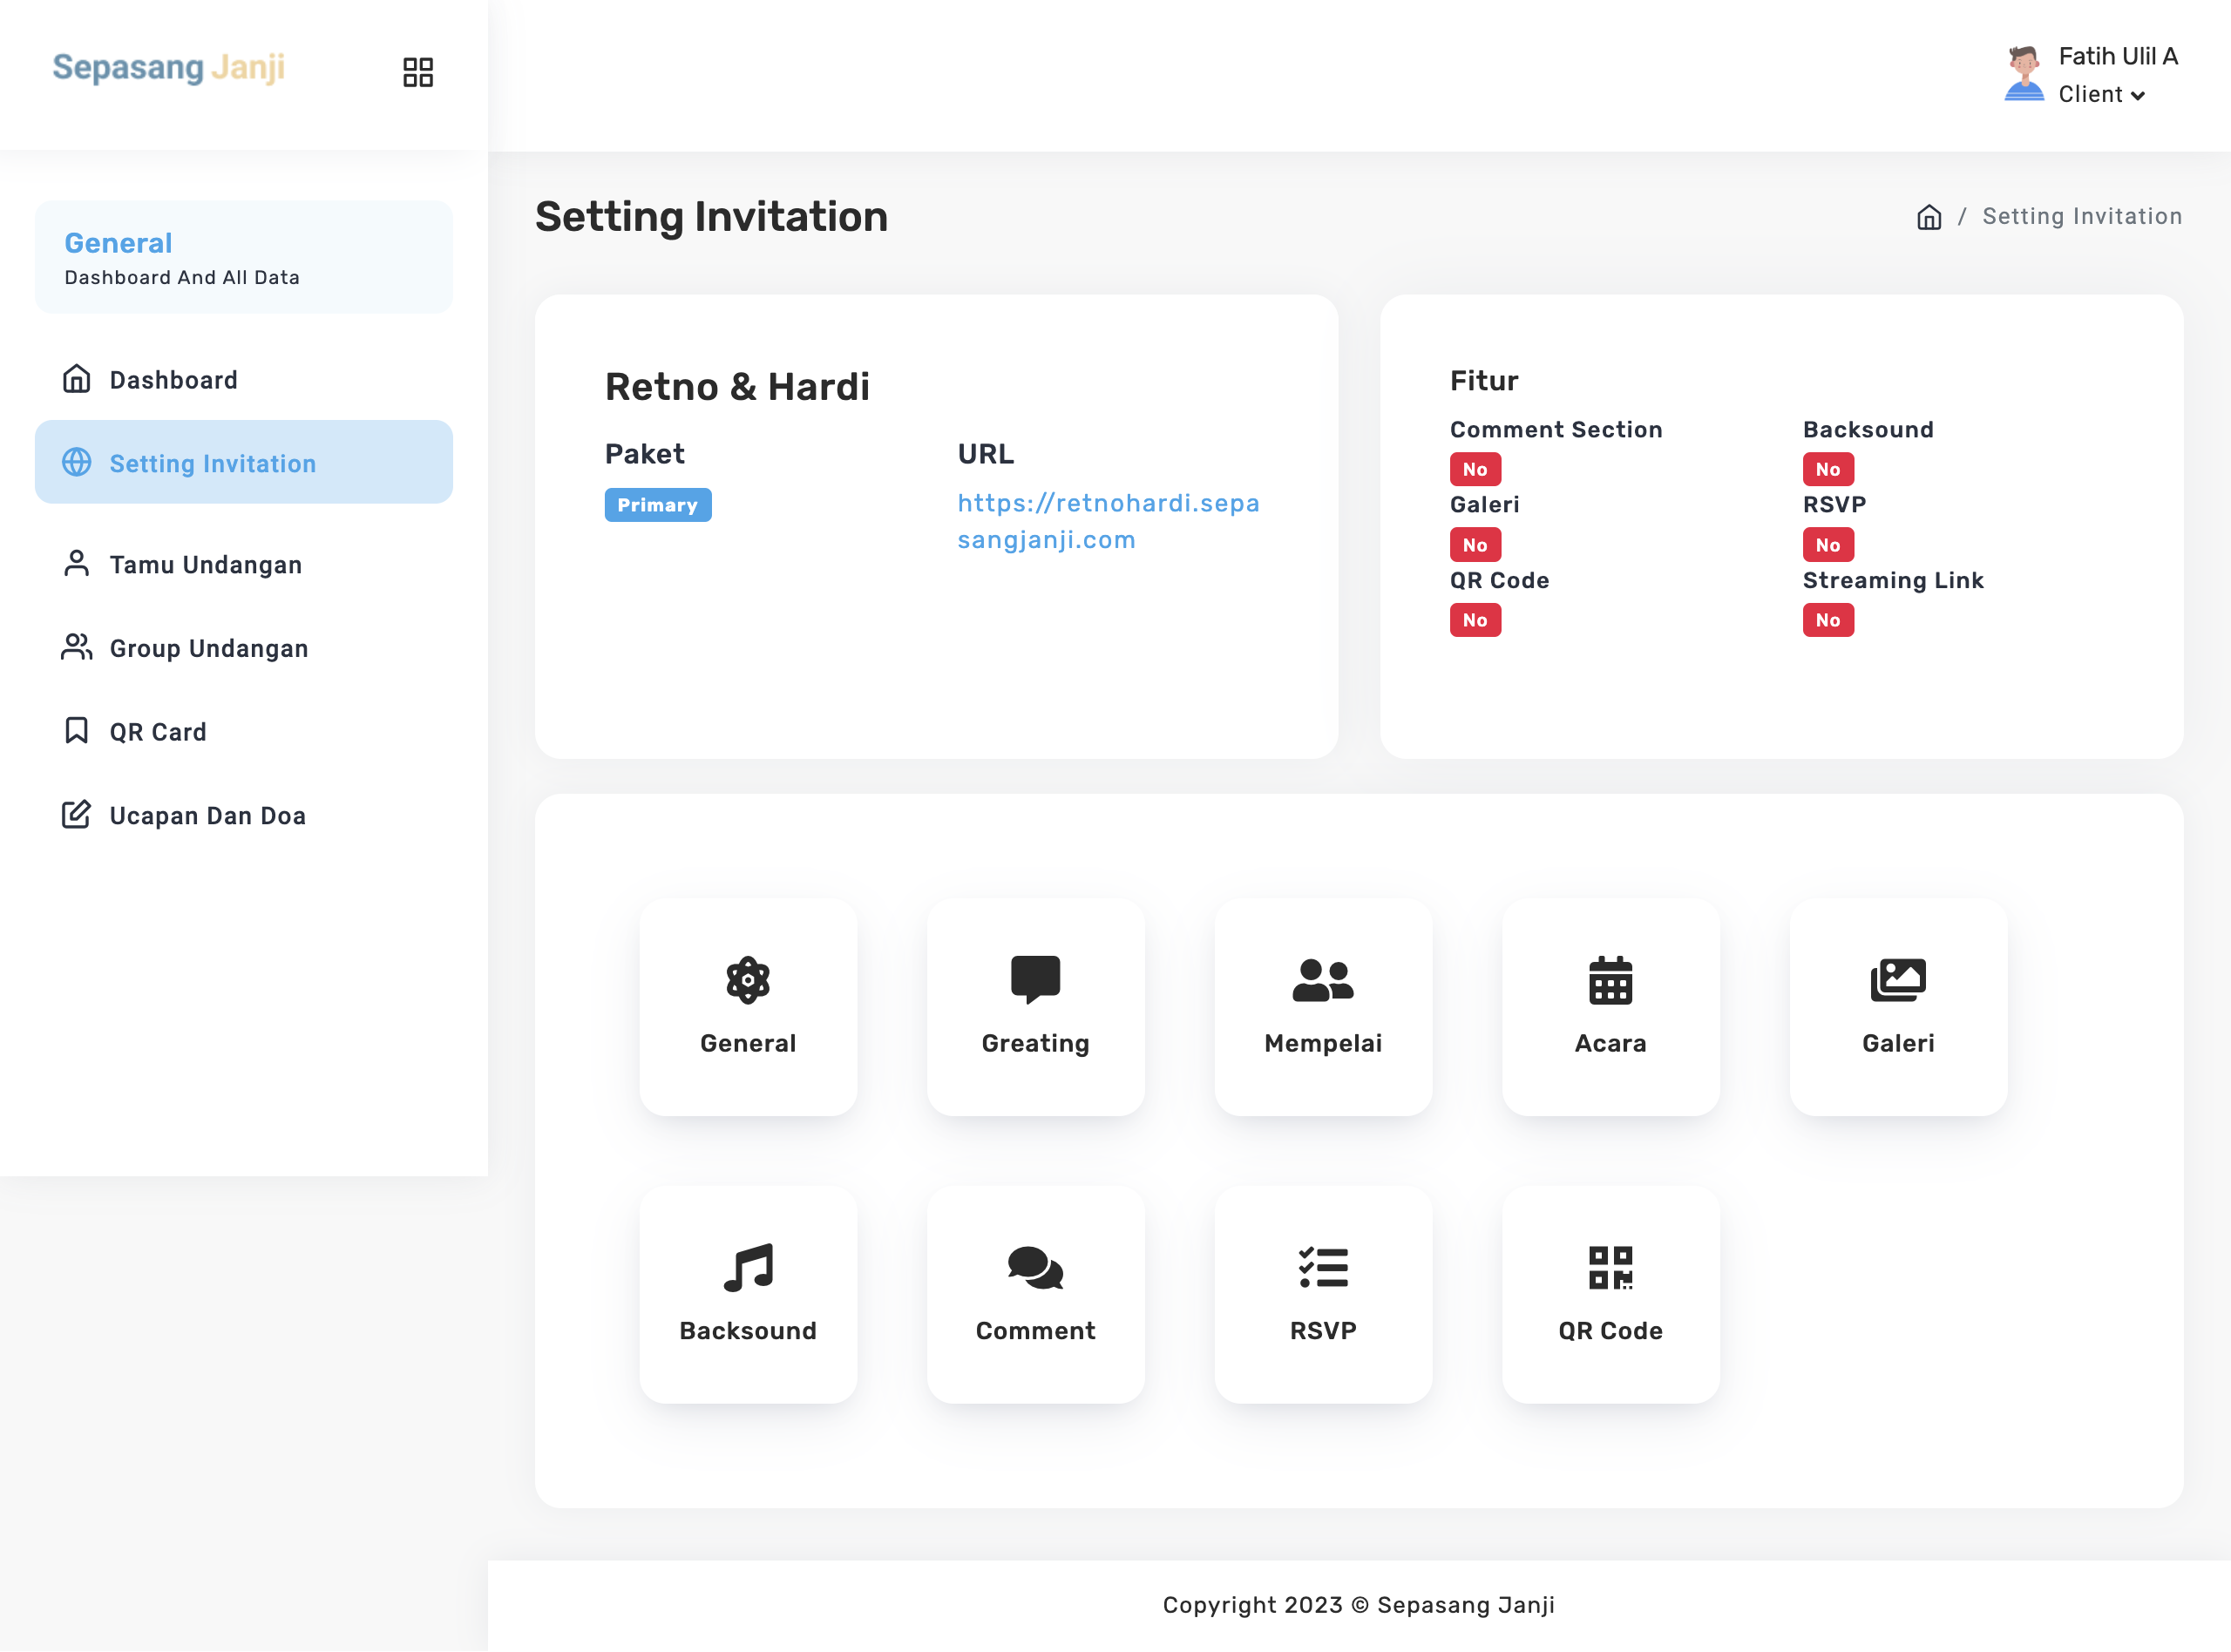 Sepasang Janji
Fatih Ulil A
Client
General
Dashboard And All Data
Dashboard
Setting Invitation
Tamu Undangan
Group Undangan
QR Card
Ucapan Dan Doa
Setting Invitation
/ Setting Invitation
Retno & Hardi
Paket
Primary
URL
https://retnohardi.sepa
sangjanji.com
Fitur
Comment Section
No
Backsound
No
Galeri
No
RSVP
No
QR Code
No
Streaming Link
No
General
Greating
Mempelai
Acara
Galeri
Backsound
Comment
RSVP
QR Code
Copyright 2023 © Sepasang Janji